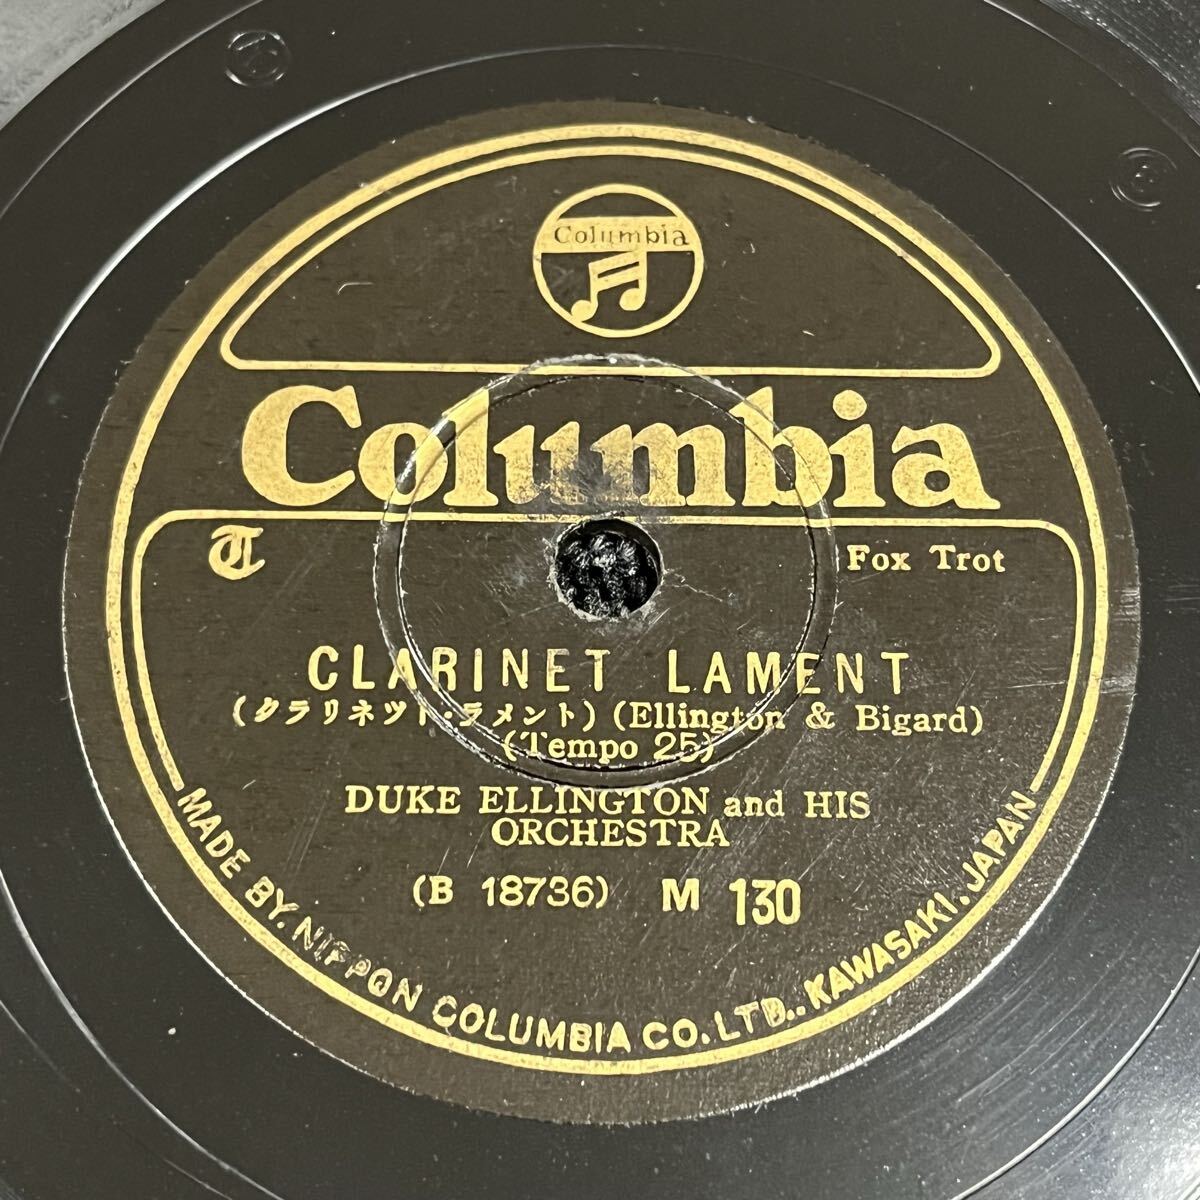 Columbia
Columbia
T
Fox Trot
CLARINET LAMENT
(クラリネツト・ラメント) (Ellington & Bigard)
(Tempo 25)
DUKE ELLINGTON and HIS
ORCHESTRA
(B 18736) M 130
MADE BY. NIPPON COLUMBIA CO. LTD., KAWASAKI. JAPAN